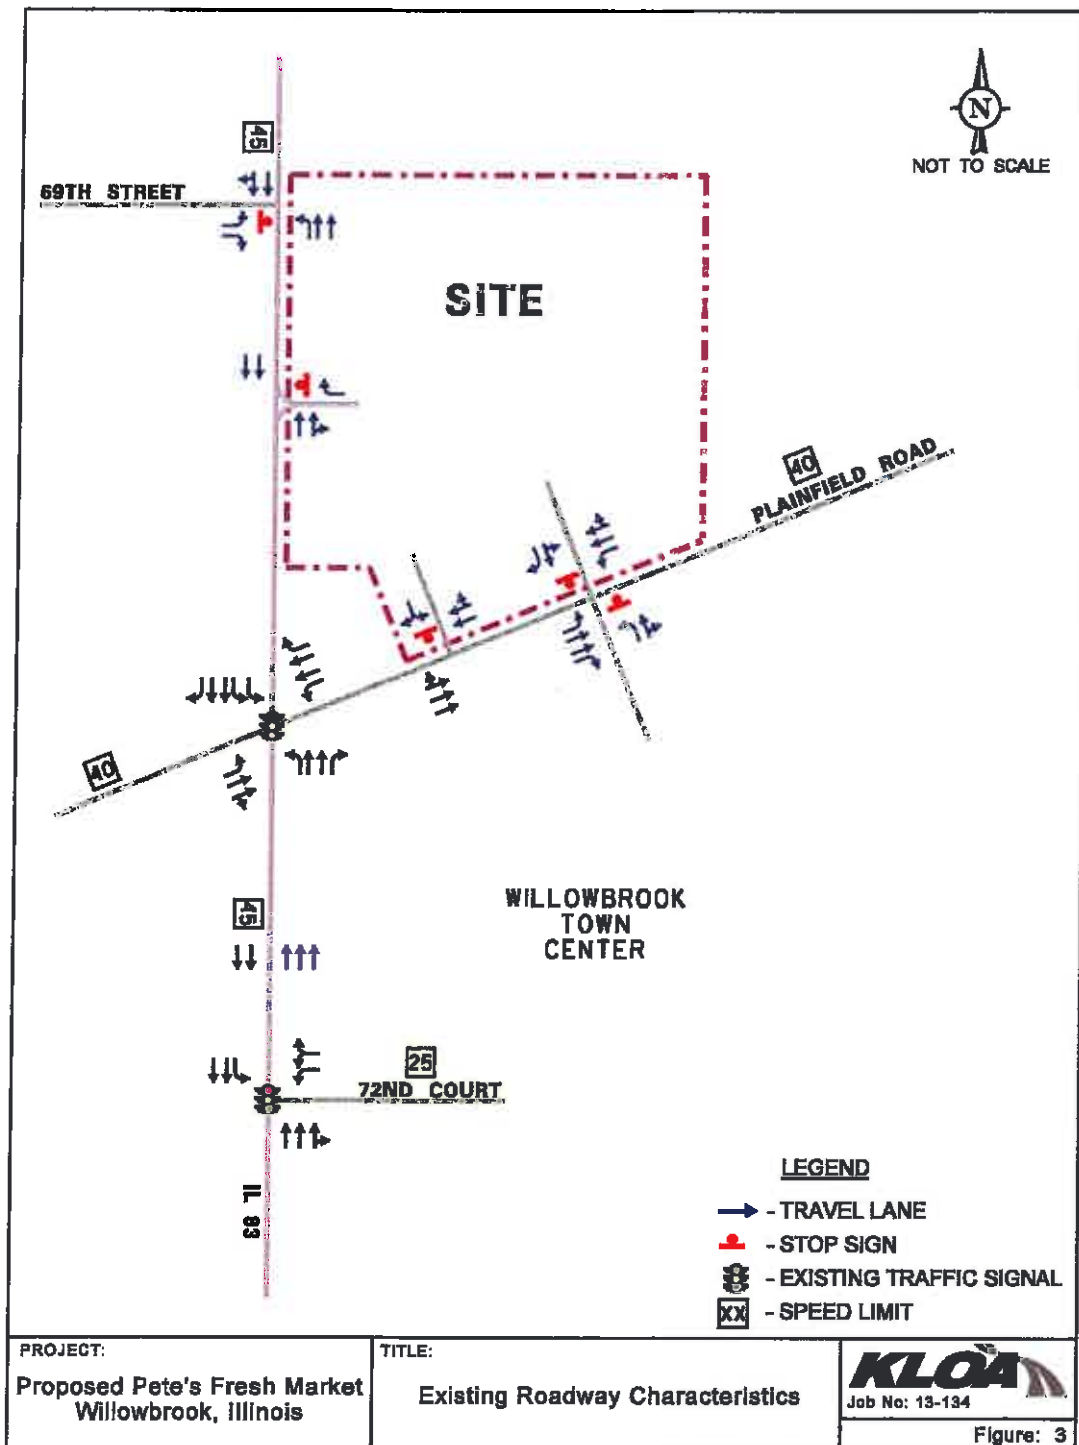 N
NOT TO SCALE
45
69TH STREET
SITE
40
PLAINFIELD ROAD
40
45
WILLOWBROOK
TOWN
CENTER
25
72ND COURT
IL 83
LEGEND
- TRAVEL LANE
- STOP SIGN
- EXISTING TRAFFIC SIGNAL
XX - SPEED LIMIT
PROJECT:
Proposed Pete's Fresh Market
Willowbrook, Illinois
TITLE:
Existing Roadway Characteristics
KLOA
Job No: 13-134
Figure: 3